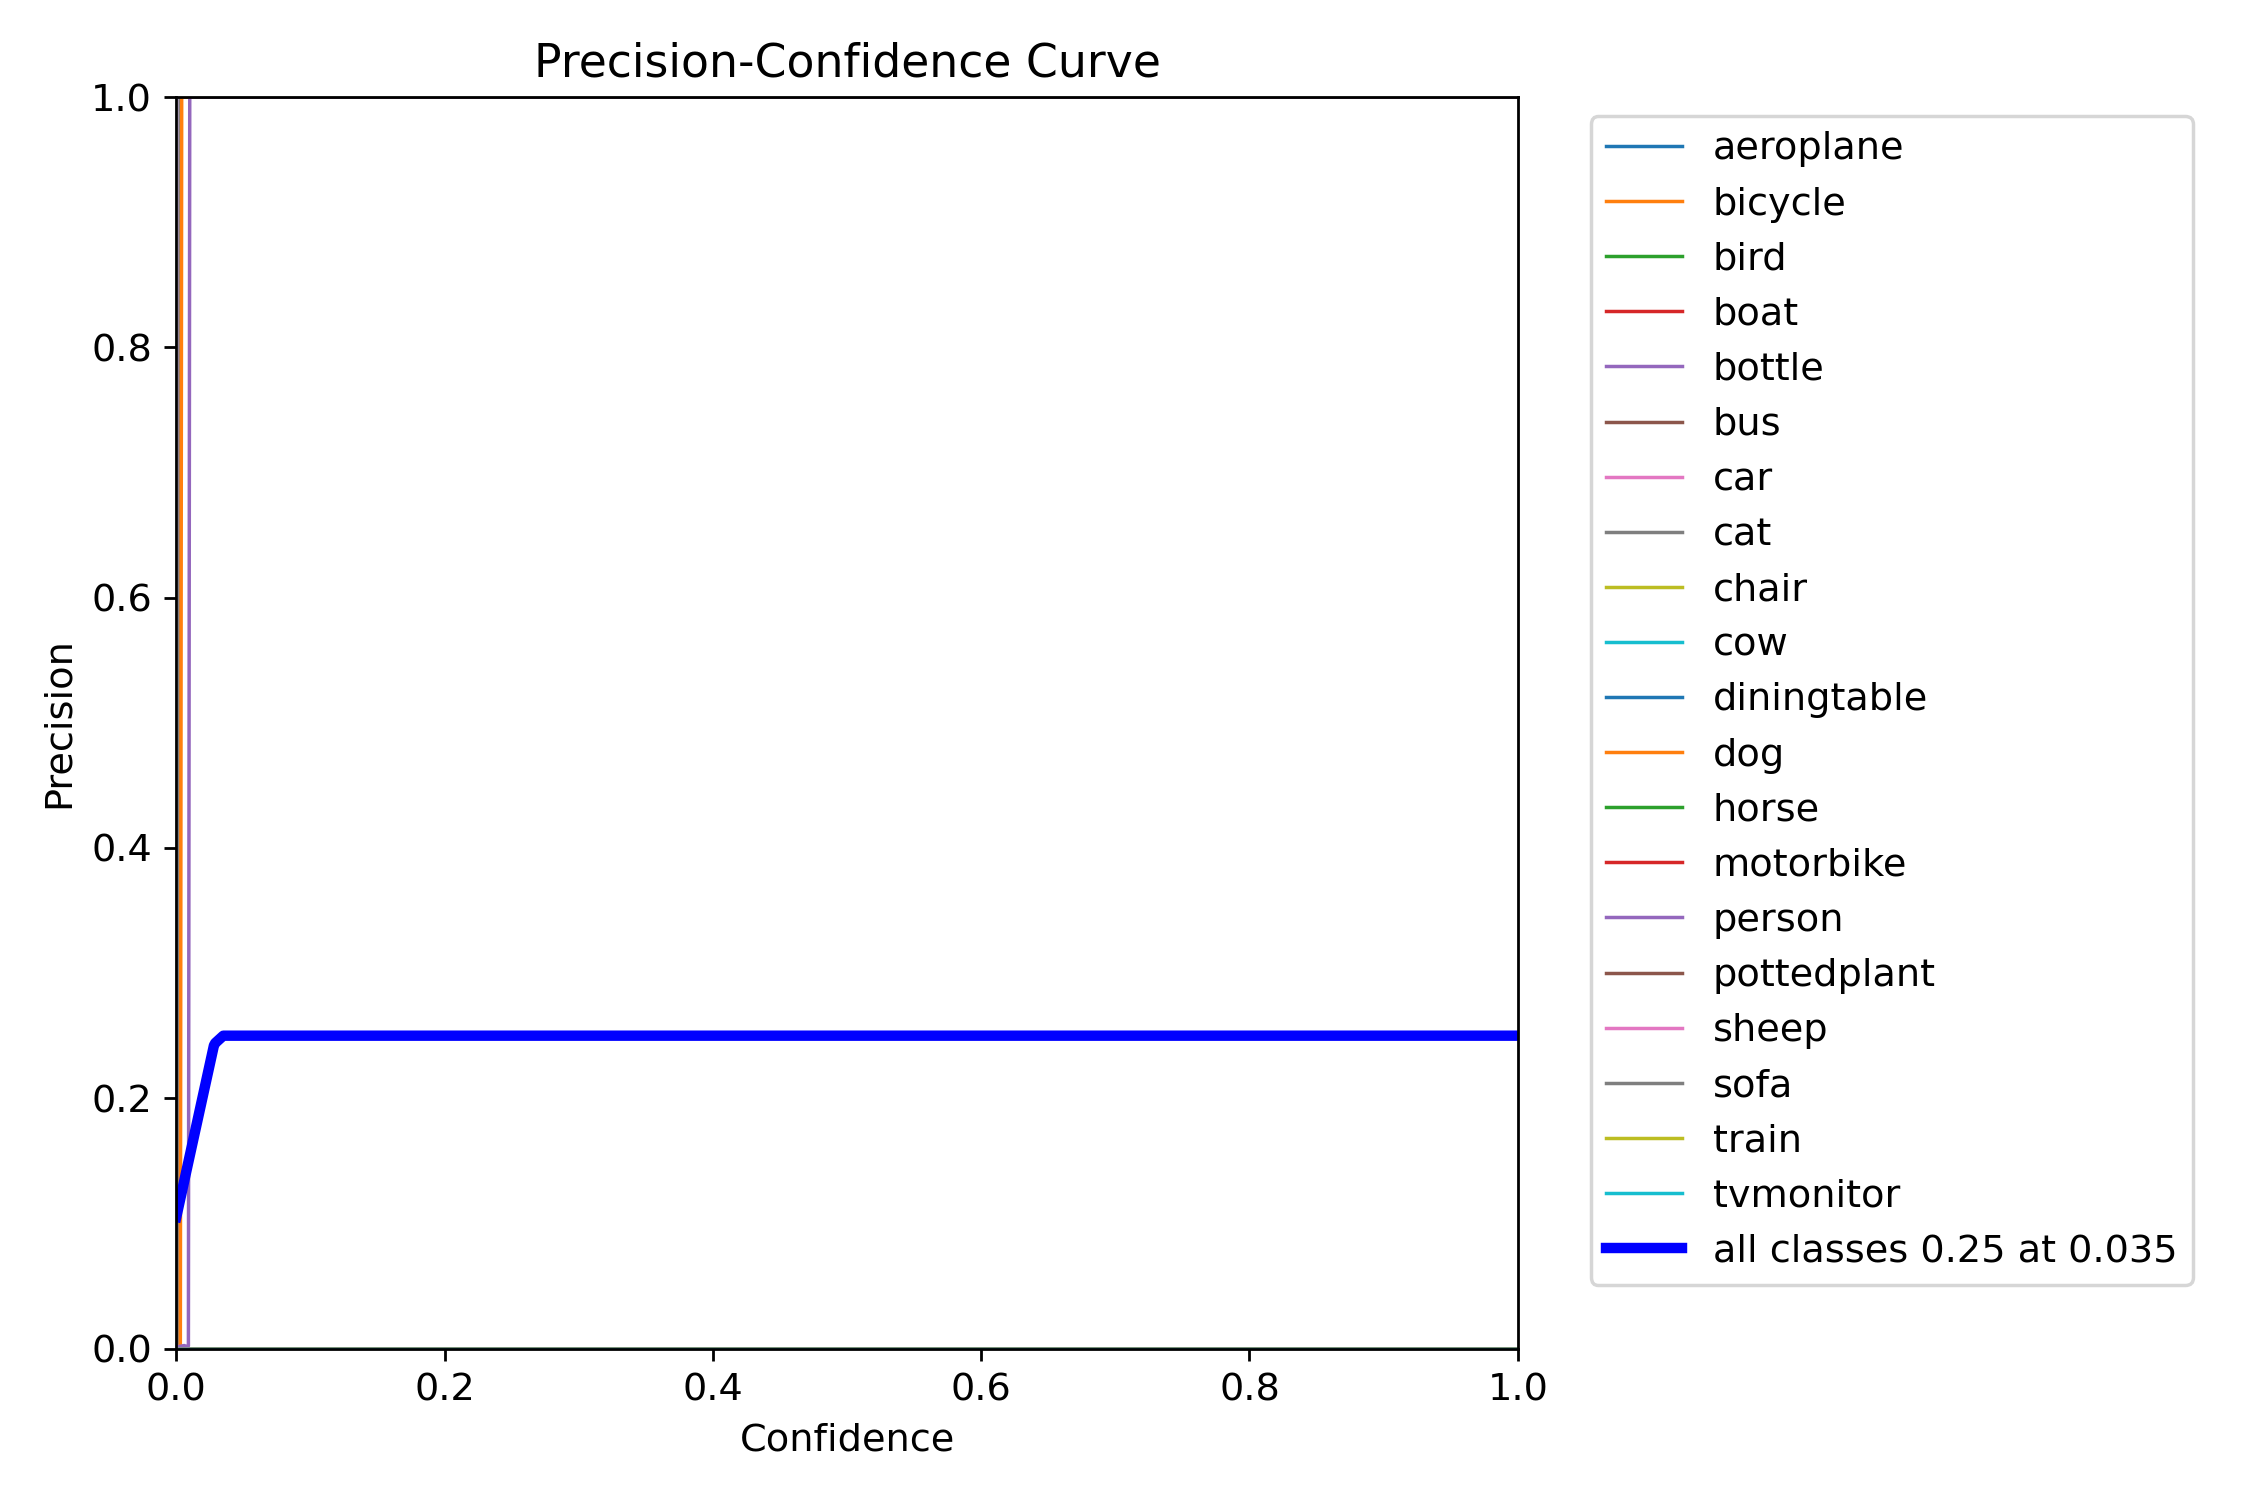 Precision-Confidence Curve
1.0
0.8
0.6
0.4
0.2
0.0
Precision
0.0 0.2 0.4 0.6 0.8 1.0
Confidence
aeroplane
bicycle
bird
boat
bottle
bus
car
cat
chair
cow
diningtable
dog
horse
motorbike
person
pottedplant
sheep
sofa
train
tvmonitor
all classes 0.25 at 0.035